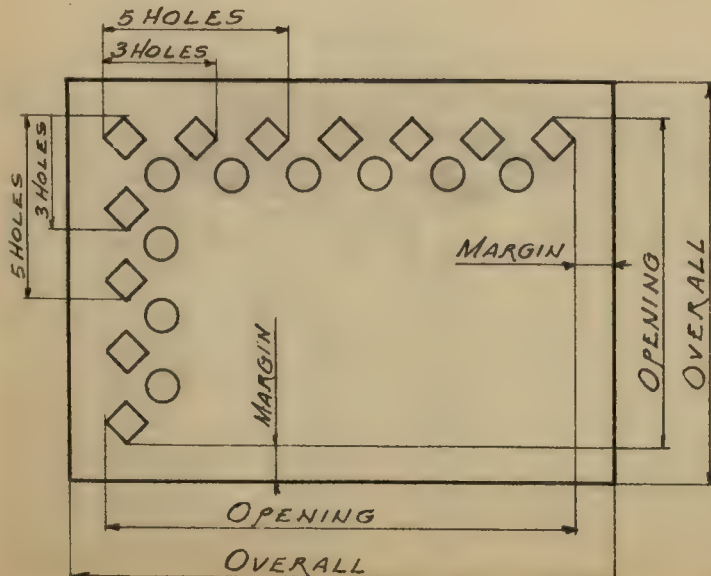 5 HOLES
3 HOLES
5 HOLES
3 HOLES
MARGIN
MARGIN
OPENING
OVERALL
OPENING
OVERALL